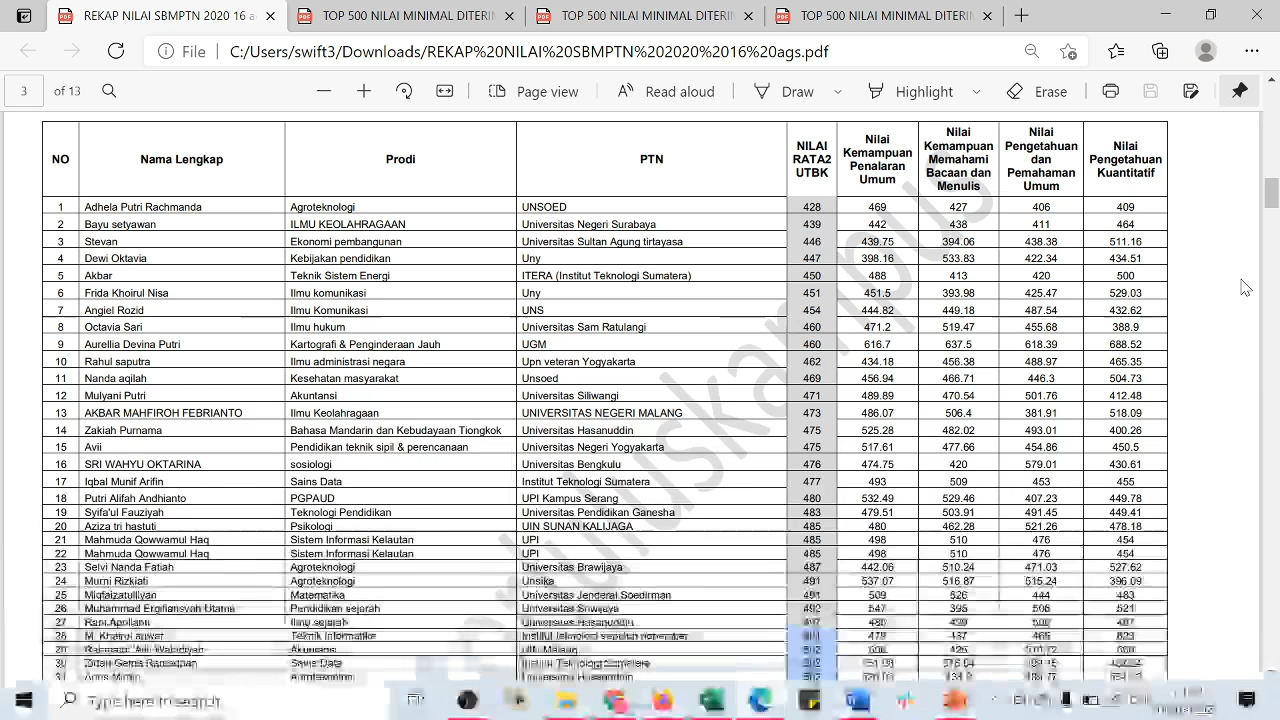 REKAP NILAI SBMPTN 2020 16 a
TOP 500 NILAI MINIMAL DITERIM
TOP 500 NILAI MINIMAL DITERIM
TOP 500 NILAI MINIMAL DITERIM
File C:/Users/swift3/Downloads/REKAP%20NILAI%20SBMPTN%202020%2016%20ags.pdf
3 of 13 Page view Read aloud Draw Highlight Erase
NO Nama Lengkap Prodi PTN NILAI RATA2 UTBK Nilai Kemampuan Penalaran Umum Nilai Kemampuan Memahami Bacaan dan Menulis Nilai Pengetahuan dan Pemahaman Umum Nilai Pengetahuan Kuantitatif
1 Adhela Putri Rachmanda Agroteknologi UNSOED 428 469 427 406 409
2 Bayu setyawan ILMU KEOLAHRAGAAN Universitas Negeri Surabaya 439 442 438 411 464
3 Stevan Ekonomi pembangunan Universitas Sultan Agung tirtayasa 446 439.75 394.06 438.38 511.16
4 Dewi Oktavia Kebijakan pendidikan Uny 447 398.16 533.83 422.34 434.51
5 Akbar Teknik Sistem Energi ITERA (Institut Teknologi Sumatera) 450 488 413 420 500
6 Frida Khoirul Nisa Ilmu komunikasi Uny 451 451.5 393.98 425.47 529.03
7 Angiel Rozid Ilmu Komunikasi UNS 454 444.82 449.18 487.54 432.62
8 Octavia Sari Ilmu hukum Universitas Sam Ratulangi 460 471.2 519.47 455.68 388.9
9 Aurellia Devina Putri Kartografi & Penginderaan Jauh UGM 460 616.7 637.5 618.39 688.52
10 Rahul saputra Ilmu administrasi negara Upn veteran Yogyakarta 462 434.18 456.38 488.97 465.35
11 Nanda aqilah Kesehatan masyarakat Unsoed 469 456.94 466.71 446.3 504.73
12 Mulyani Putri Akuntansi Universitas Siliwangi 471 489.89 470.54 501.76 412.48
13 AKBAR MAHFIROH FEBRIANTO Ilmu Keolahragaan UNIVERSITAS NEGERI MALANG 473 486.07 506.4 381.91 518.09
14 Zakiah Purnama Bahasa Mandarin dan Kebudayaan Tiongkok Universitas Hasanuddin 475 525.28 482.02 493.01 400.26
15 Avii Pendidikan teknik sipil & perencanaan Universitas Negeri Yogyakarta 475 517.61 477.66 454.86 450.5
16 SRI WAHYU OKTARINA sosiologi Universitas Bengkulu 476 474.75 420 579.01 430.61
17 Iqbal Munif Arifin Sains Data Institut Teknologi Sumatera 477 493 509 453 455
18 Putri Alifah Andhianto PGPAUD UPI Kampus Serang 480 532.49 529.46 407.23 449.78
19 Syifa'ul Fauziyah Teknologi Pendidikan Universitas Pendidikan Ganesha 483 479.51 503.91 491.45 449.41
20 Aziza tri hastuti Psikologi UIN SUNAN KALIJAGA 485 480 462.28 521.26 478.18
21 Mahmuda Qowwamul Haq Sistem Informasi Kelautan UPI 485 498 510 476 454
22 Mahmuda Qowwamul Haq Sistem Informasi Kelautan UPI 485 498 510 476 454
23 Selvi Nanda Fatiah Agroteknologi Universitas Brawijaya 487 442.06 510.24 471.03 527.62
24 Murni Rizkiati Agroteknologi Unsika 491 537.07 516.87 515.24 396.09
25 Miqfaizatulliyan Matematika Universitas Jenderal Soedirman 491 509 526 444 483
26 Muhammad Pendidikan sejarah Universitas Sriwijaya 547 395 506 521
27
28 Teknik Informatika